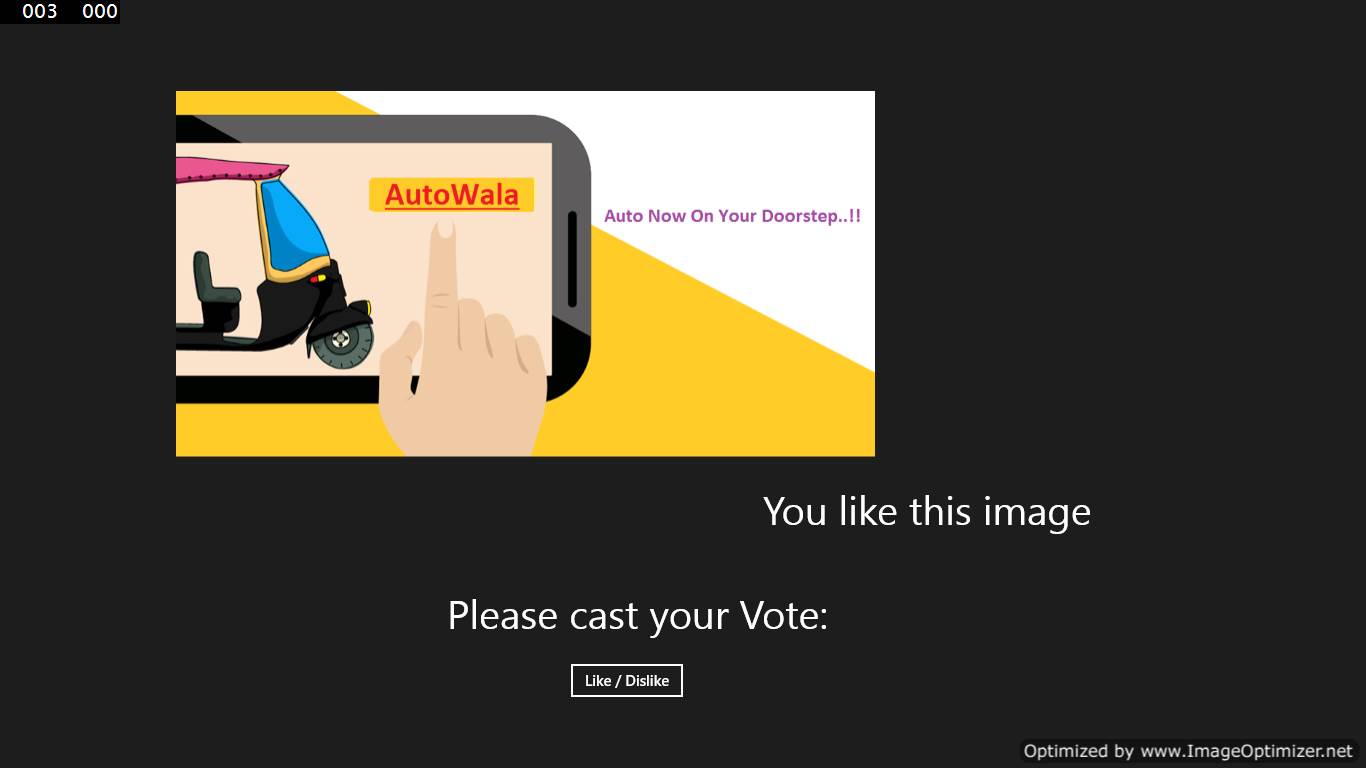 003 000
AutoWala
Auto Now On Your Doorstep..!!
You like this image
Please cast your Vote:
Like / Dislike
Optimized by www.ImageOptimizer.net